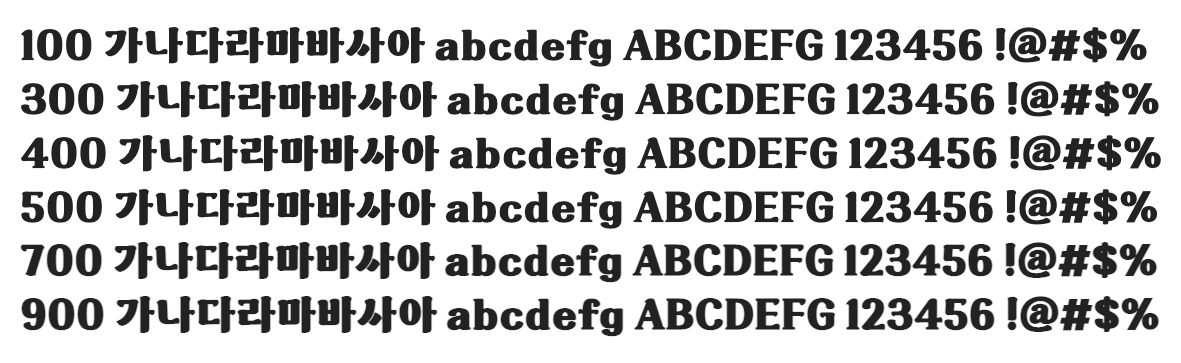 100 가나다라마바사아 abcdefg ABCDEFG 123456 !@#$%
300 가나다라마바사아 abcdefg ABCDEFG 123456 !@#$%
400 가나다라마바사아 abcdefg ABCDEFG 123456 !@#$%
500 가나다라마바사아 abcdefg ABCDEFG 123456 !@#$%
700 가나다라마바사아 abcdefg ABCDEFG 123456 !@#$%
900 가나다라마바사아 abcdefg ABCDEFG 123456 !@#$%